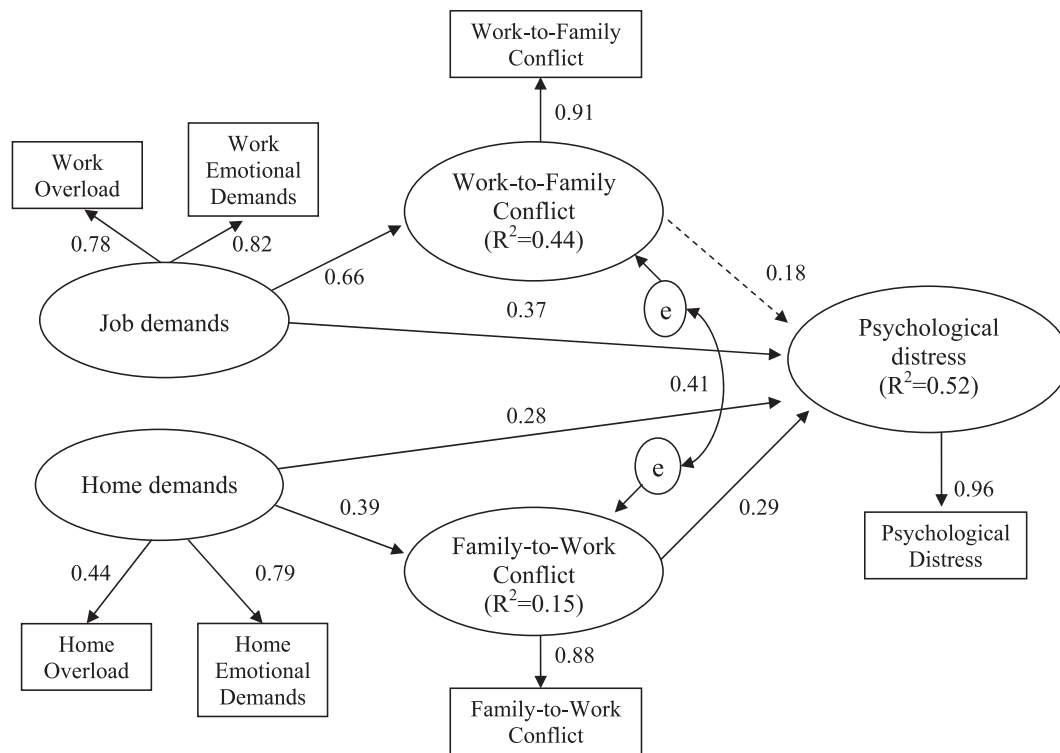 Work-to-Family
Conflict
0.91
Work
Overload
Work
Emotional
Demands
0.78
0.82
Work-to-Family
Conflict
(R²=0.44)
0.66
0.18
Job demands
0.37
e
Psychological
distress
(R²=0.52)
0.41
0.28
Home demands
e
0.39
0.29
0.96
Family-to-Work
Conflict
(R²=0.15)
Psychological
Distress
0.44
0.79
Home
Overload
Home
Emotional
Demands
0.88
Family-to-Work
Conflict